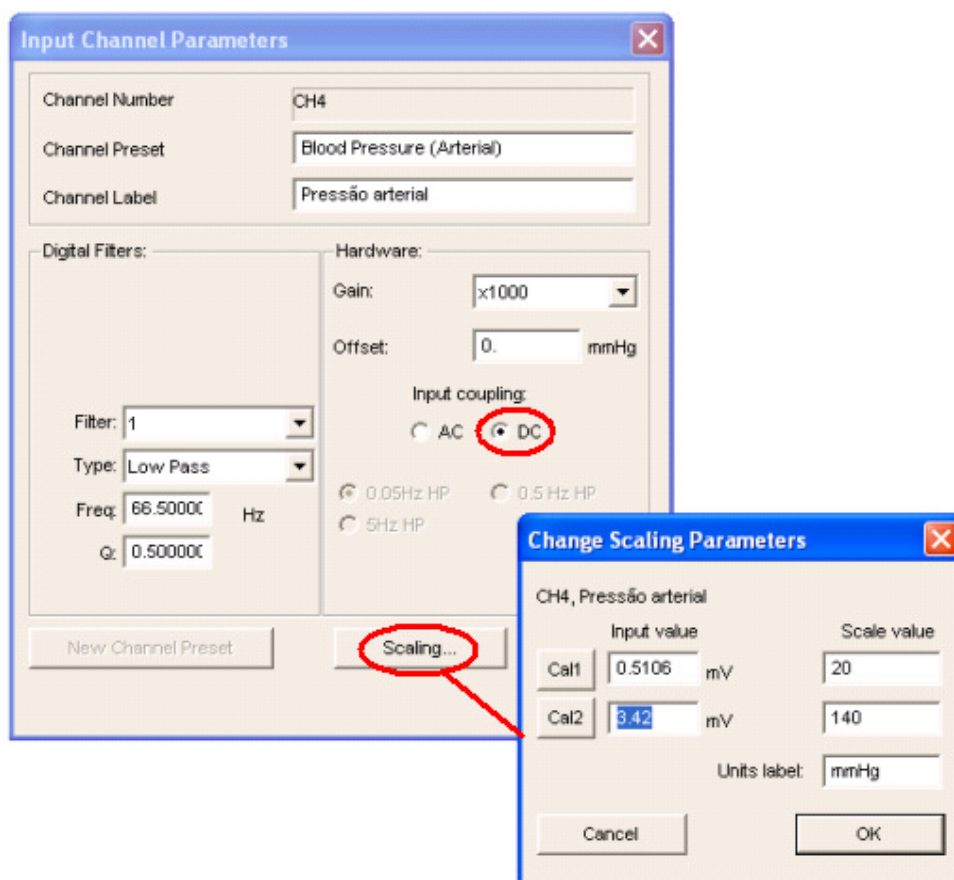 Input Channel Parameters
Channel Number CH4
Channel Preset Blood Pressure (Arterial)
Channel Label Pressão arterial
Digital Filters:
Filter: 1
Type: Low Pass
Freq: 66.5000(
Hz
Q: 0.50000(
Hardware:
Gain: x1000
Offset: 0. mmHg
Input coupling:
AC DC
0.05Hz HP 0.5 Hz HP
5Hz HP
New Channel Preset Scaling...
Change Scaling Parameters
CH4, Pressão arterial
Input value Scale value
Cal1 0.5106 mV 20
Cal2 3.42 mV 140
Units label: mmHg
Cancel OK